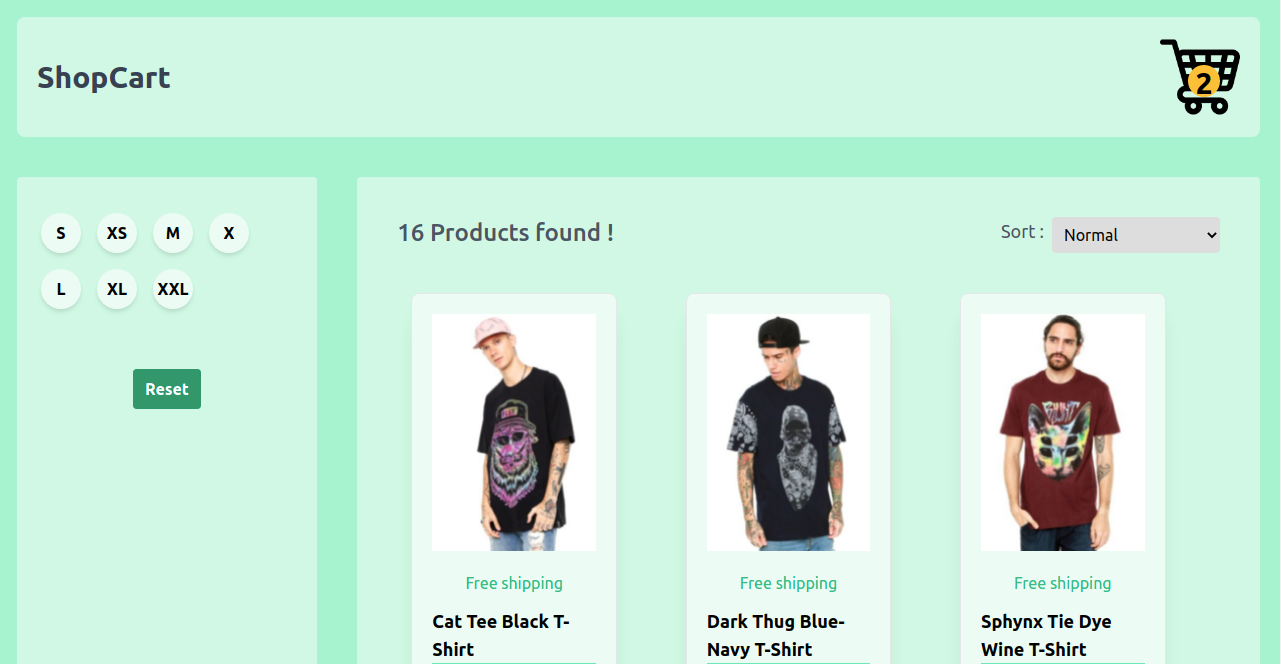 ShopCart
2
S XS M X
L XL XXL
Reset
16 Products found !
Sort : Normal
Free shipping
Cat Tee Black T-
Shirt
Free shipping
Dark Thug Blue-
Navy T-Shirt
Free shipping
Sphynx Tie Dye
Wine T-Shirt